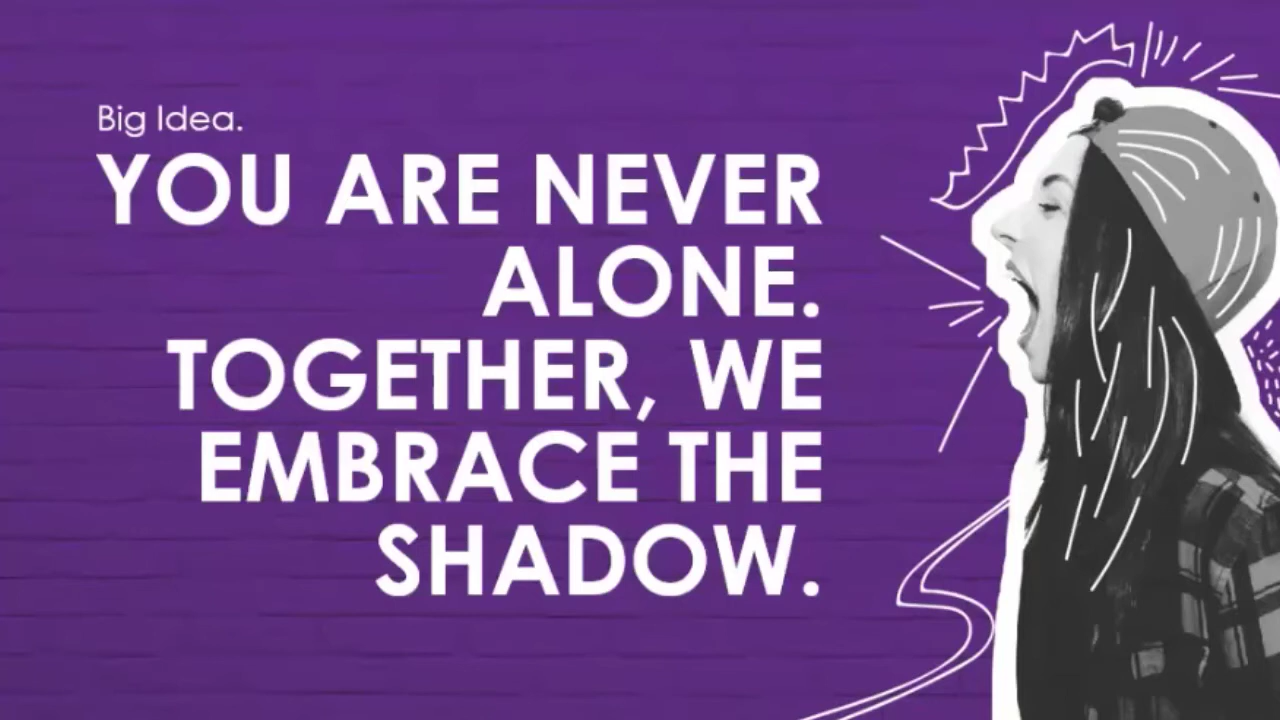 Big Idea.
YOU ARE NEVER
ALONE.
TOGETHER, WE
EMBRACE THE
SHADOW.